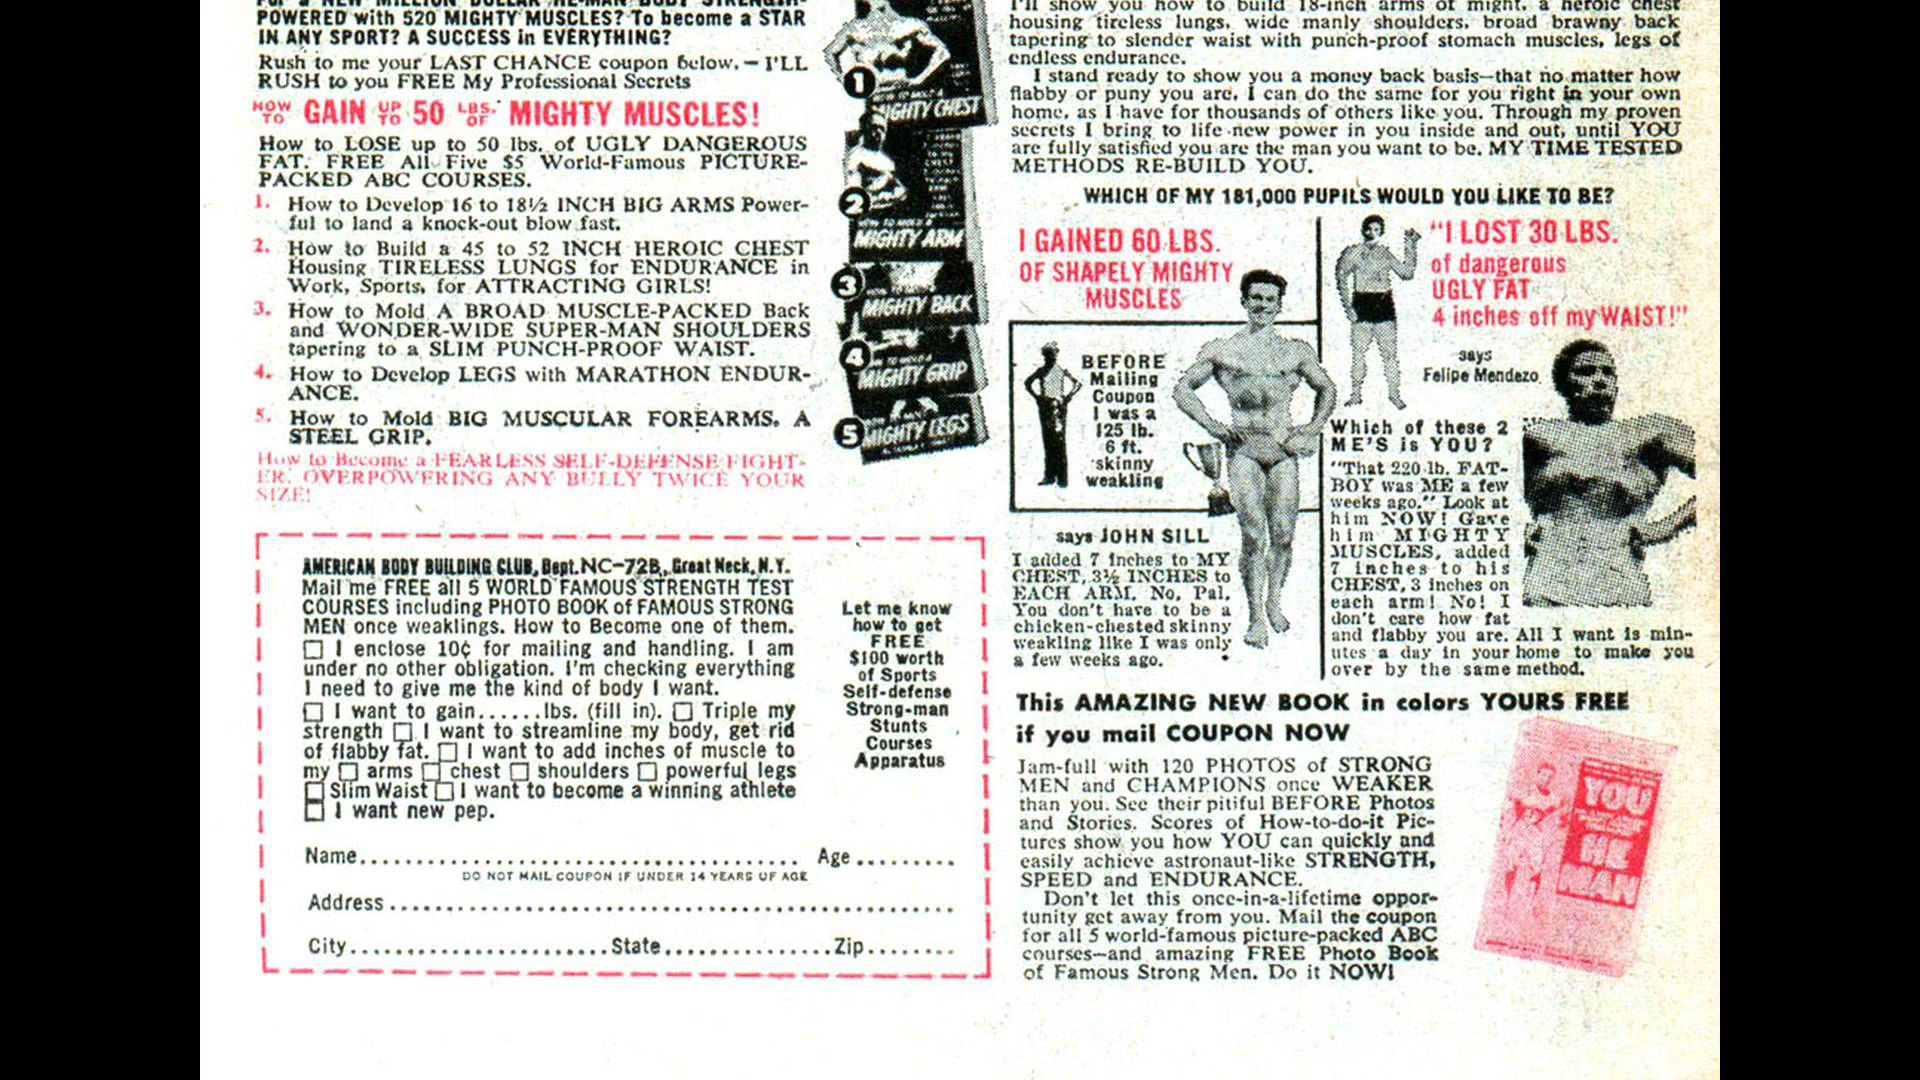 For a NEW MILLION DOLLAR HE-MAN BODY STRENGTH-
POWERED with 520 MIGHTY MUSCLES? To become a STAR
IN ANY SPORT? A SUCCESS in EVERYTHING?
Rush to me your LAST CHANCE coupon below.—I'LL
RUSH to you FREE My Professional Secrets
HOW TO GAIN UP TO 50 LBS. OF MIGHTY MUSCLES!
How to LOSE up to 50 lbs. of UGLY DANGEROUS
FAT. FREE All Five $5 World-Famous PICTURE-
PACKED ABC COURSES.
1. How to Develop 16 to 18½ INCH BIG ARMS Power-
ful to land a knock-out blow fast.
2. How to Build a 45 to 52 INCH HEROIC CHEST
Housing TIRELESS LUNGS for ENDURANCE in
Work, Sports, for ATTRACTING GIRLS!
3. How to Mold A BROAD MUSCLE-PACKED Back
and WONDER-WIDE SUPER-MAN SHOULDERS
tapering to a SLIM PUNCH-PROOF WAIST.
4. How to Develop LEGS with MARATHON ENDUR-
ANCE.
5. How to Mold BIG MUSCULAR FOREARMS. A
STEEL GRIP.
How to Become a FEARLESS SELF-DEFENSE FIGHT-
ER, OVERPOWERING ANY BULLY TWICE YOUR
SIZE!
1
MIGHTY CHEST
2
MIGHTY ARM
3
MIGHTY BACK
4
MIGHTY GRIP
5
MIGHTY LEGS
AMERICAN BODY BUILDING CLUB, Dept. NC-72B, Great Neck, N.Y.
Mail me FREE all 5 WORLD FAMOUS STRENGTH TEST
COURSES including PHOTO BOOK of FAMOUS STRONG
MEN once weaklings. How to Become one of them.
☐ I enclose 10¢ for mailing and handling. I am
under no other obligation. I'm checking everything
I need to give me the kind of body I want.
☐ I want to gain......lbs. (fill in). ☐ Triple my
strength ☐ I want to streamline my body, get rid
of flabby fat. ☐ I want to add inches of muscle to
my ☐ arms ☐ chest ☐ shoulders ☐ powerful legs
☐ Slim Waist ☐ I want to become a winning athlete
☐ I want new pep.
Let me know
how to get
FREE
$100 worth
of Sports
Self-defense
Strong-man
Stunts
Courses
Apparatus
Name.................................................. Age.........
DO NOT MAIL COUPON IF UNDER 14 YEARS OF AGE
Address..................................................
City..............................State....................Zip........
I'll show you how to build 18-inch arms of might, a heroic chest
housing tireless lungs, wide manly shoulders, broad brawny back
tapering to slender waist with punch-proof stomach muscles, legs of
endless endurance.
I stand ready to show you a money back basis—that no matter how
flabby or puny you are, I can do the same for you right in your own
home, as I have for thousands of others like you. Through my proven
secrets I bring to life new power in you inside and out, until YOU
are fully satisfied you are the man you want to be. MY TIME TESTED
METHODS RE-BUILD YOU.
WHICH OF MY 181,000 PUPILS WOULD YOU LIKE TO BE?
I GAINED 60 LBS.
OF SHAPELY MIGHTY
MUSCLES
BEFORE
Mailing
Coupon
I was a
125 lb.
6 ft.
skinny
weakling
says JOHN SILL
I added 7 inches to MY
CHEST, 3½ INCHES to
EACH ARM. No, Pal.
You don't have to be a
chicken-chested skinny
weakling like I was only
a few weeks ago.
"I LOST 30 LBS.
of dangerous
UGLY FAT
4 inches off my WAIST!"
says
Felipe Mendezo
Which of these 2
ME'S is YOU?
"That 220 lb. FAT-
BOY was ME a few
weeks ago." Look at
him NOW! Gave
him MIGHTY
MUSCLES, added
7 inches to his
CHEST, 3 inches on
each arm! No! I
don't care how fat
and flabby you are. All I want is min-
utes a day in your home to make you
over by the same method.
This AMAZING NEW BOOK in colors YOURS FREE
if you mail COUPON NOW
Jam-full with 120 PHOTOS of STRONG
MEN and CHAMPIONS once WEAKER
than you. See their pitiful BEFORE Photos
and Stories. Scores of How-to-do-it Pic-
tures show you how YOU can quickly and
easily achieve astronaut-like STRENGTH,
SPEED and ENDURANCE.
Don't let this once-in-a-lifetime oppor-
tunity get away from you. Mail the coupon
for all 5 world-famous picture-packed ABC
courses—and amazing FREE Photo Book
of Famous Strong Men. Do it NOW!
YOU
HE
MAN